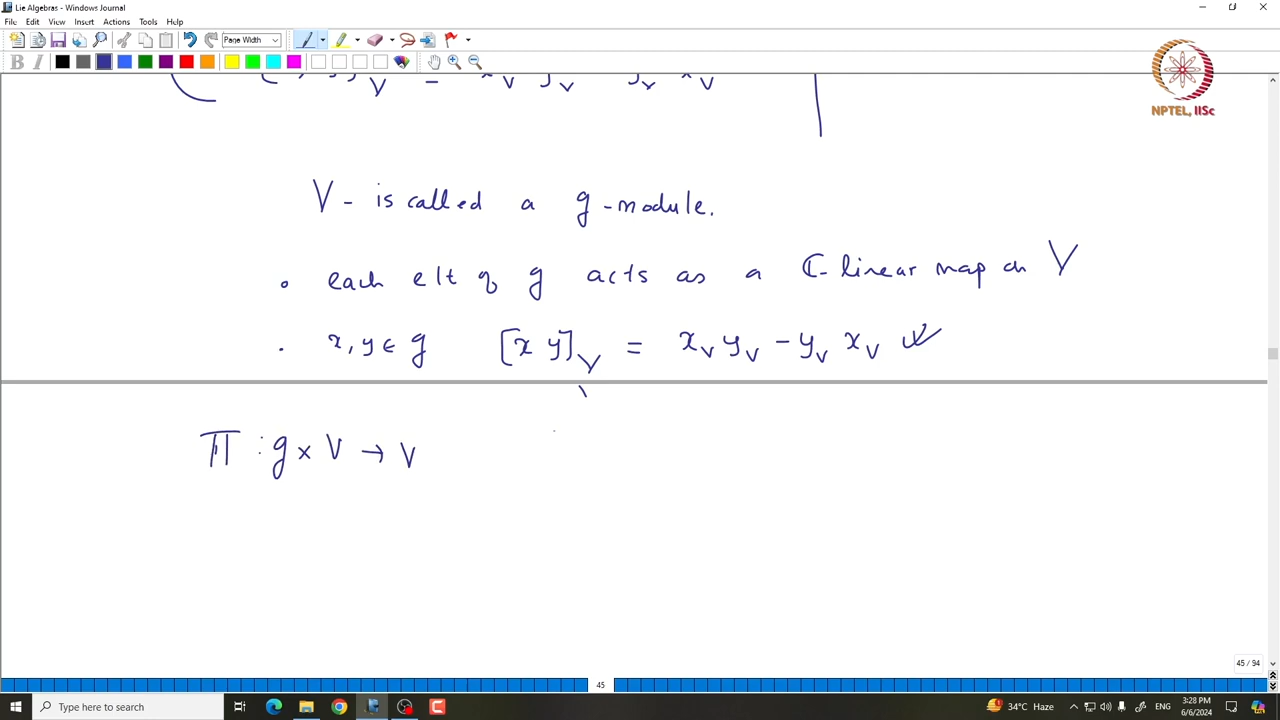 Lie Algebras - Windows Journal
File Edit View Insert Actions Tools Help
Page Width
B I
NPTEL, IISc
V - is called a g-module.
• each elt of g acts as a ℂ-linear map on V
• x, y ∈ g [x y]_V = x_V y_V - y_V x_V
π : g × V → V
45 / 94
45
Type here to search
34°C Haze
3:28 PM
6/6/2024